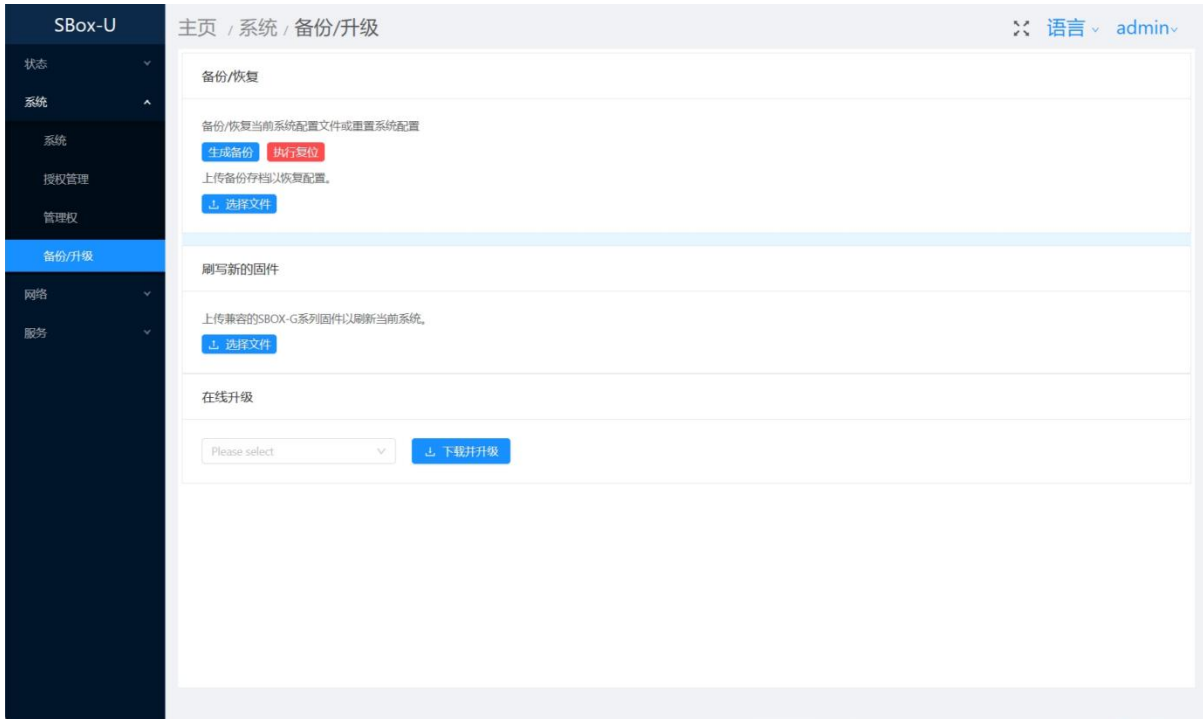 SBox-U
主页 / 系统 / 备份/升级
语言 admin
状态
系统
系统
授权管理
管理权
备份/升级
网络
服务
备份/恢复
备份/恢复当前系统配置文件或重置系统配置
生成备份 执行复位
上传备份存档以恢复配置。
选择文件
刷写新的固件
上传兼容的SBOX-G系列固件以刷新当前系统。
选择文件
在线升级
Please select 下载并升级